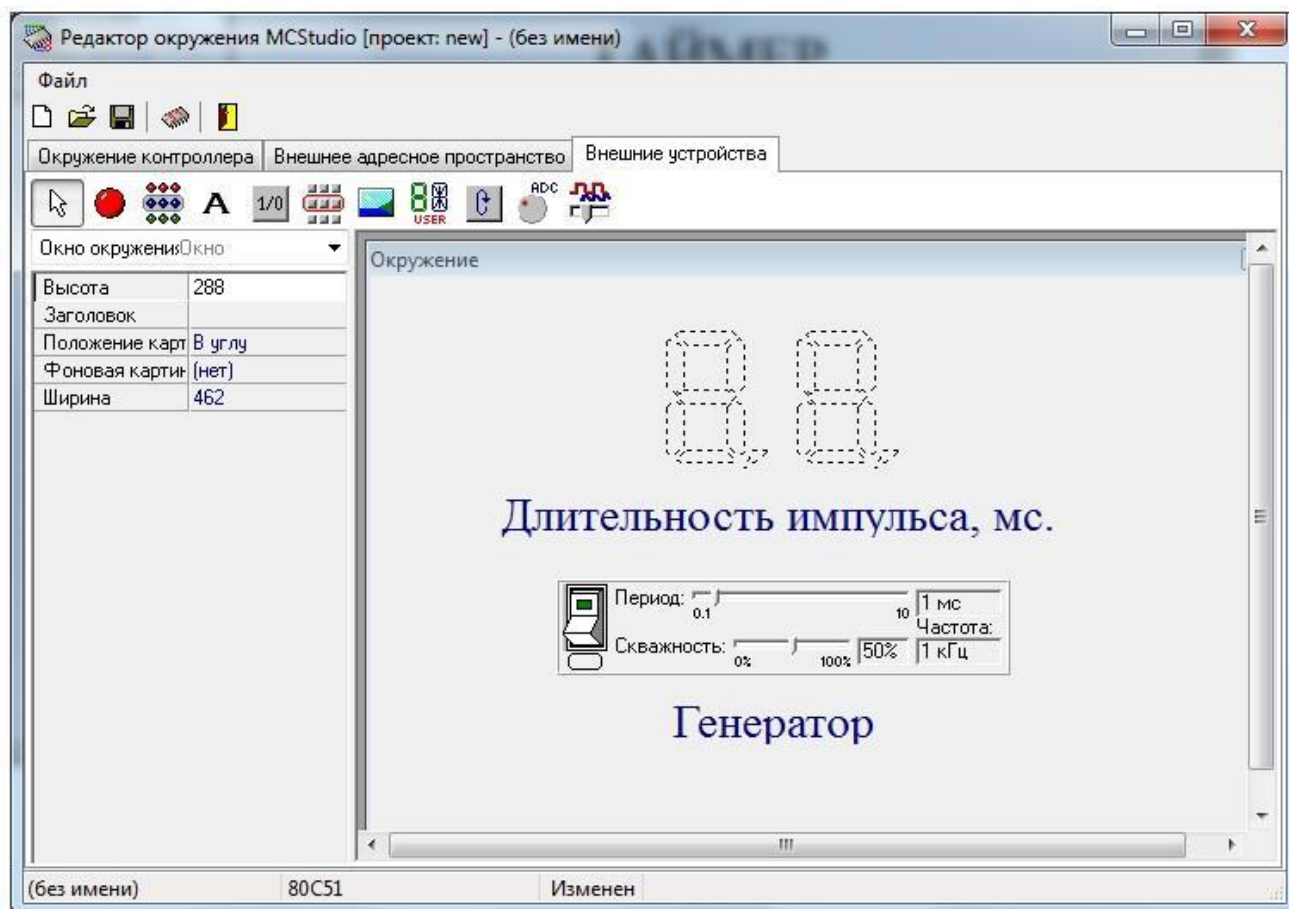 Редактор окружения MCStudio [проект: new] - (без имени)
ТАЙМЕР
Файл
Окружение контроллера Внешнее адресное пространство Внешние устройства
A 1/0 USER ADC
Окно окружения Окно
Высота 288
Заголовок
Положение карт В углу
Фоновая картин (нет)
Ширина 462
Окружение
Длительность импульса, мс.
Период: 0.1 10 1 мс
Частота:
Скважность: 0% 100% 50% 1 кГц
Генератор
(без имени) 80C51 Изменен